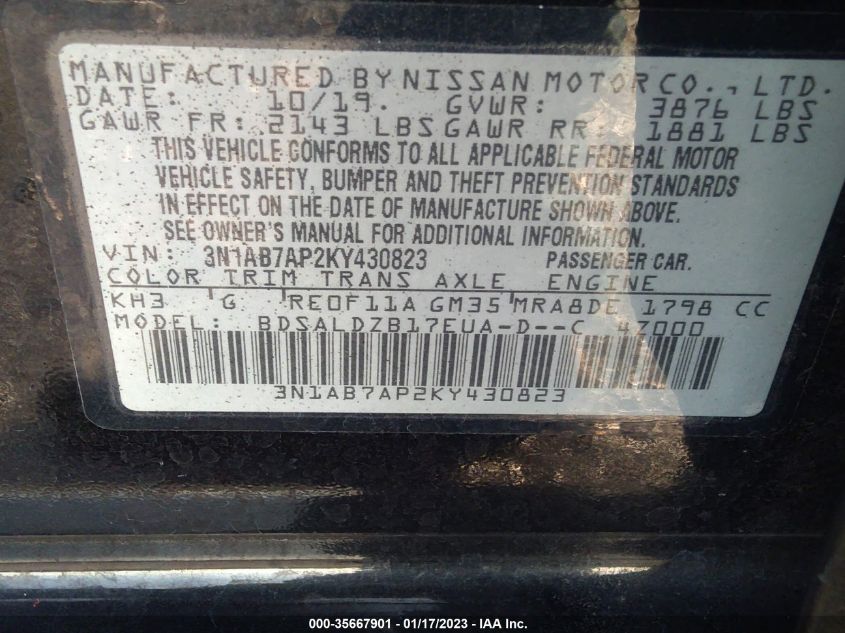 MANUFACTURED BY NISSAN MOTOR CO., LTD.
DATE: 10/19. GVWR: 3876 LBS
GAWR FR: 2143 LBS GAWR RR: 1881 LBS
THIS VEHICLE CONFORMS TO ALL APPLICABLE FEDERAL MOTOR
VEHICLE SAFETY, BUMPER AND THEFT PREVENTION STANDARDS
IN EFFECT ON THE DATE OF MANUFACTURE SHOWN ABOVE.
SEE OWNER'S MANUAL FOR ADDITIONAL INFORMATION.
VIN: 3N1AB7AP2KY430823 PASSENGER CAR.
COLOR TRIM TRANS AXLE ENGINE
KH3 G RE0F11A GM35 MRA8DE 1798 CC
MODEL: BDSALDZB17EUA-D--C 47000
3N1AB7AP2KY430823
000-35667901 - 01/17/2023 - IAA Inc.